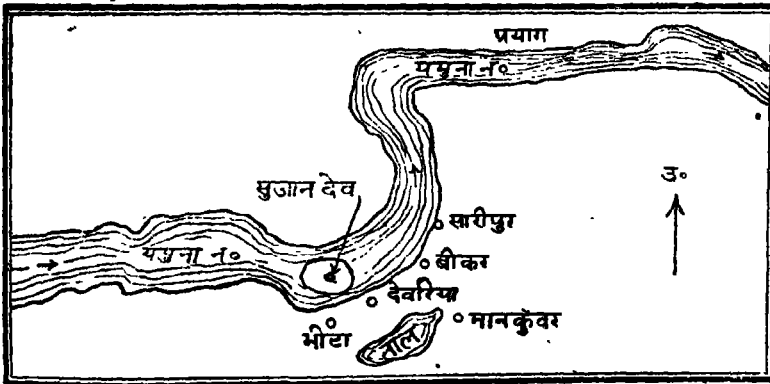 प्रयाग
यमुना न०
उ०
सुजान देव
सारीपुर
यमुना न०
बीकर
देवरिया
मानकुंवर
भीटा
ताल